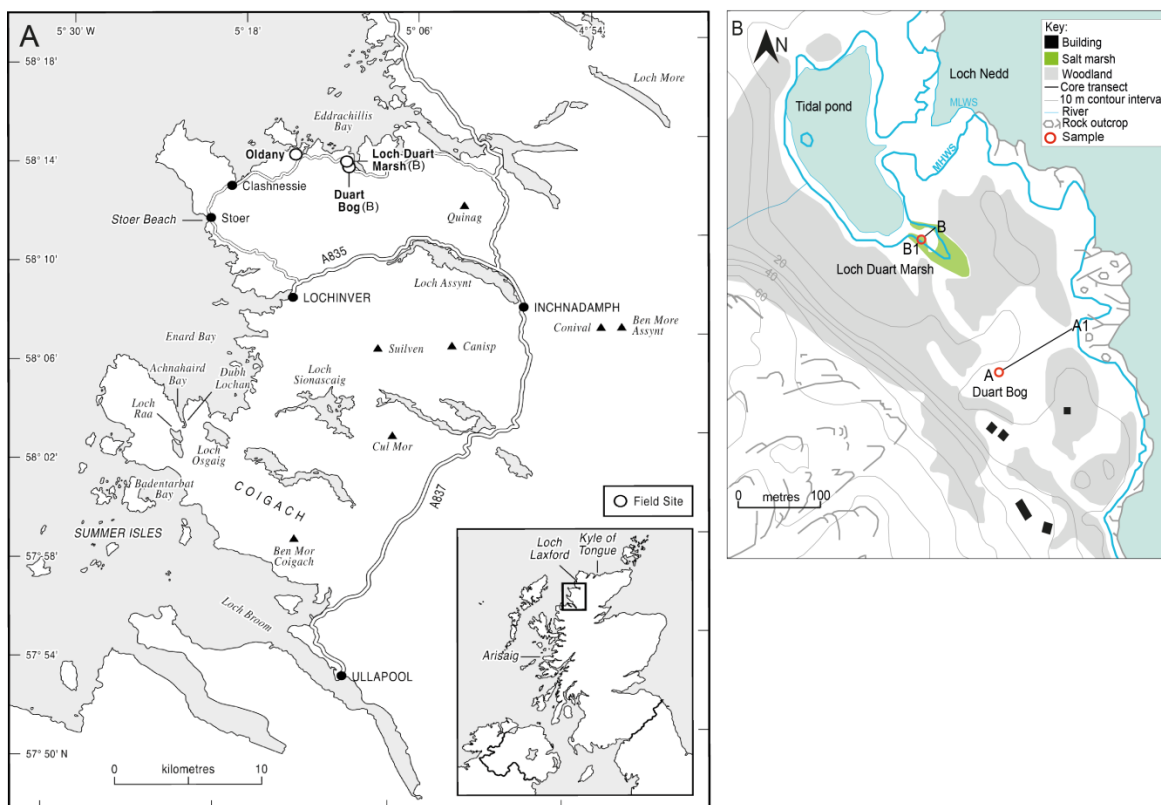 A
5° 30' W
5° 18'
5° 06'
4° 54'
58° 18'
58° 14'
58° 10'
58° 06'
58° 02'
57° 58'
57° 54'
57° 50' N
Loch More
Eddrachillis
Bay
Oldany
Loch Duart
Marsh (B)
Duart
Bog (B)
Clashnessie
Stoer Beach
Stoer
Quinag
A835
Loch Assynt
LOCHINVER
INCHNADAMPH
Conival
Ben More
Assynt
Enard Bay
Suilven
Canisp
Achnahaird
Bay
Dubh
Lochan
Loch
Raa
Loch
Sionascaig
Loch
Osgaig
Cul Mor
Badentarbat
Bay
COIGACH
SUMMER ISLES
A837
Ben Mor
Coigach
Field Site
Loch Broom
ULLAPOOL
0 kilometres 10
Loch
Laxford
Kyle of
Tongue
Arisaig
B
N
Tidal pond
Loch Nedd
MLWS
MHWS
Key:
Building
Salt marsh
Woodland
Core transect
10 m contour interval
River
Rock outcrop
Sample
B
B1
Loch Duart Marsh
20
40
60
A1
A
Duart Bog
0 metres 100